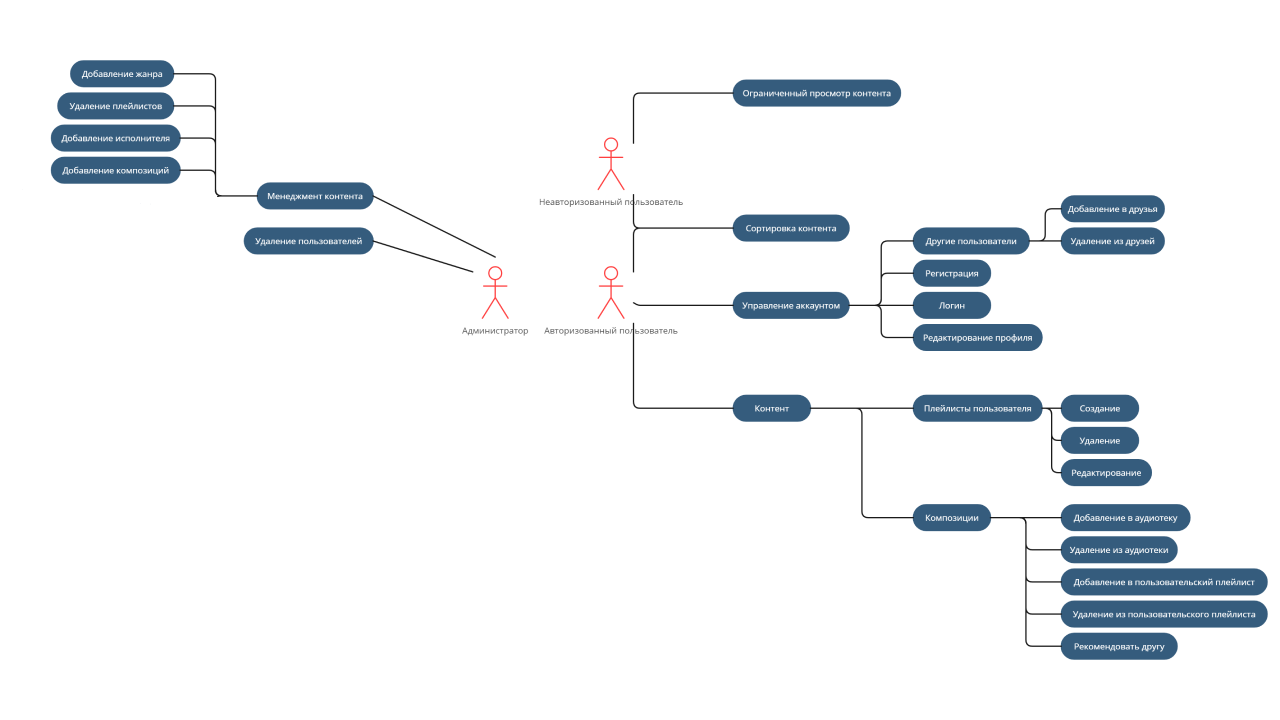 Добавление жанра
Удаление плейлистов
Добавление исполнителя
Добавление композиций
Менеджмент контента
Удаление пользователей
Администратор
Неавторизованный пользователь
Авторизованный пользователь
Ограниченный просмотр контента
Сортировка контента
Управление аккаунтом
Другие пользователи
Добавление в друзья
Удаление из друзей
Регистрация
Логин
Редактирование профиля
Контент
Плейлисты пользователя
Создание
Удаление
Редактирование
Композиции
Добавление в аудиотеку
Удаление из аудиотеки
Добавление в пользовательский плейлист
Удаление из пользовательского плейлиста
Рекомендовать другу